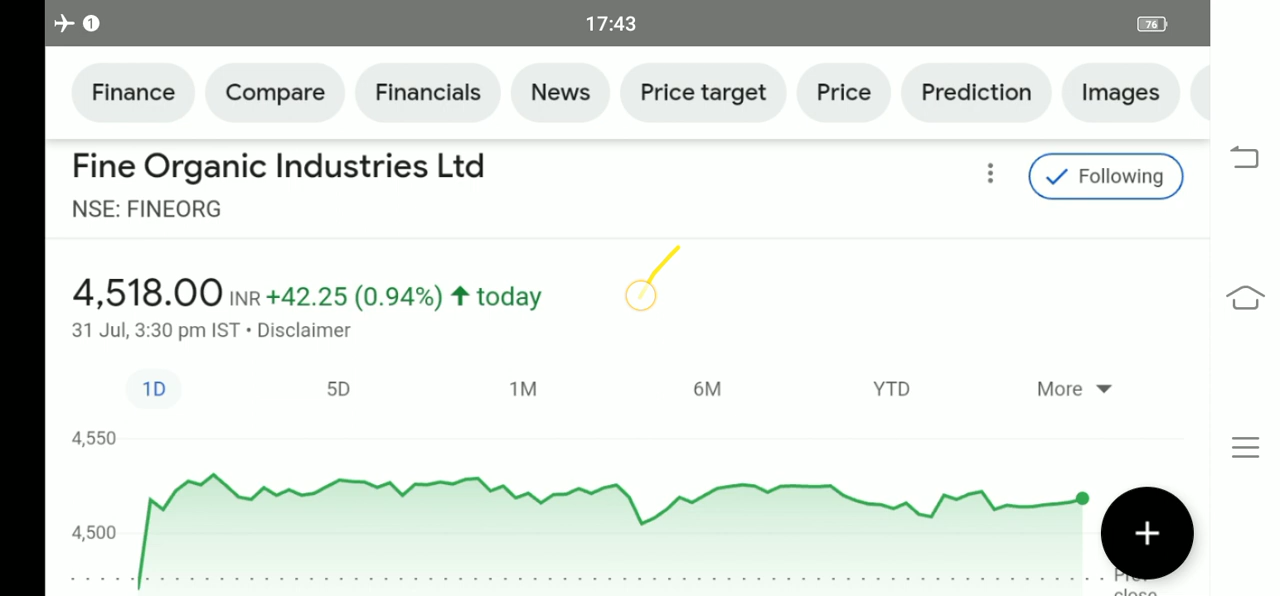 1 17:43 76
Finance Compare Financials News Price target Price Prediction Images
Fine Organic Industries Ltd
Following
NSE: FINEORG
4,518.00 INR +42.25 (0.94%) ↑ today
31 Jul, 3:30 pm IST • Disclaimer
1D 5D 1M 6M YTD More
4,550
4,500